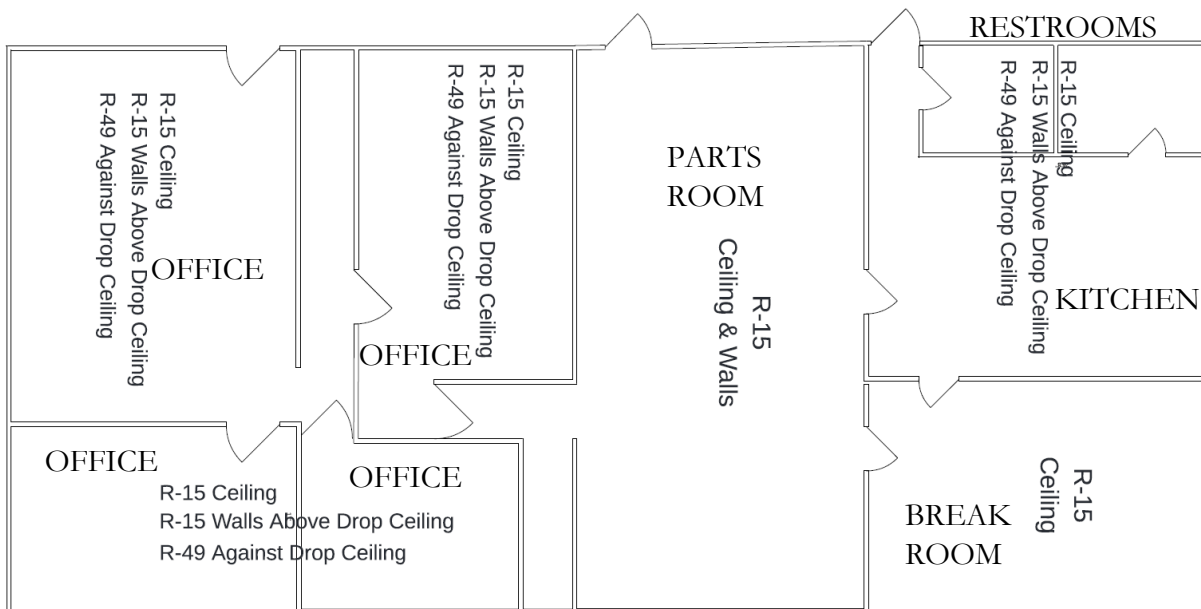 RESTROOMS
R-15 Ceiling
R-15 Walls Above Drop Ceiling
R-49 Against Drop Ceiling
OFFICE
R-15 Ceiling
R-15 Walls Above Drop Ceiling
R-49 Against Drop Ceiling
OFFICE
PARTS
ROOM
R-15
Ceiling & Walls
R-15 Ceiling
R-15 Walls Above Drop Ceiling
R-49 Against Drop Ceiling
KITCHEN
OFFICE
OFFICE
R-15 Ceiling
R-15 Walls Above Drop Ceiling
R-49 Against Drop Ceiling
R-15
Ceiling
BREAK
ROOM